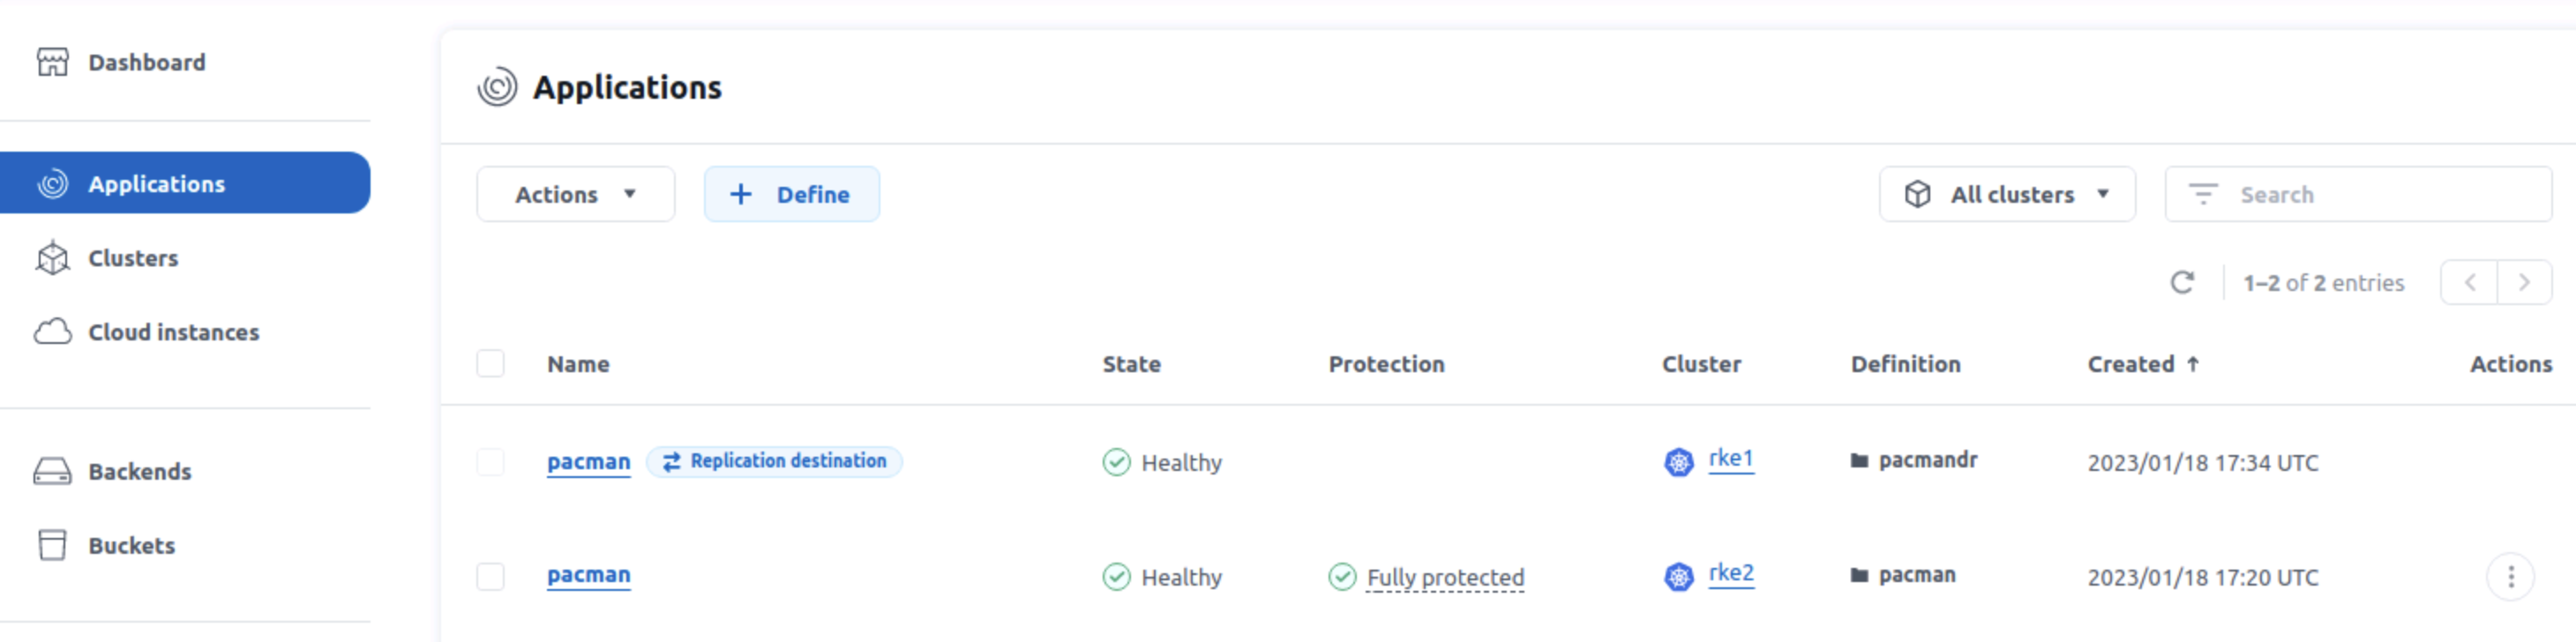 Dashboard
Applications
Clusters
Cloud instances
Backends
Buckets
Applications
Actions
+ Define
All clusters
Search
1–2 of 2 entries
Name State Protection Cluster Definition Created ↑ Actions
pacman Replication destination Healthy rke1 pacmandr 2023/01/18 17:34 UTC
pacman Healthy Fully protected rke2 pacman 2023/01/18 17:20 UTC